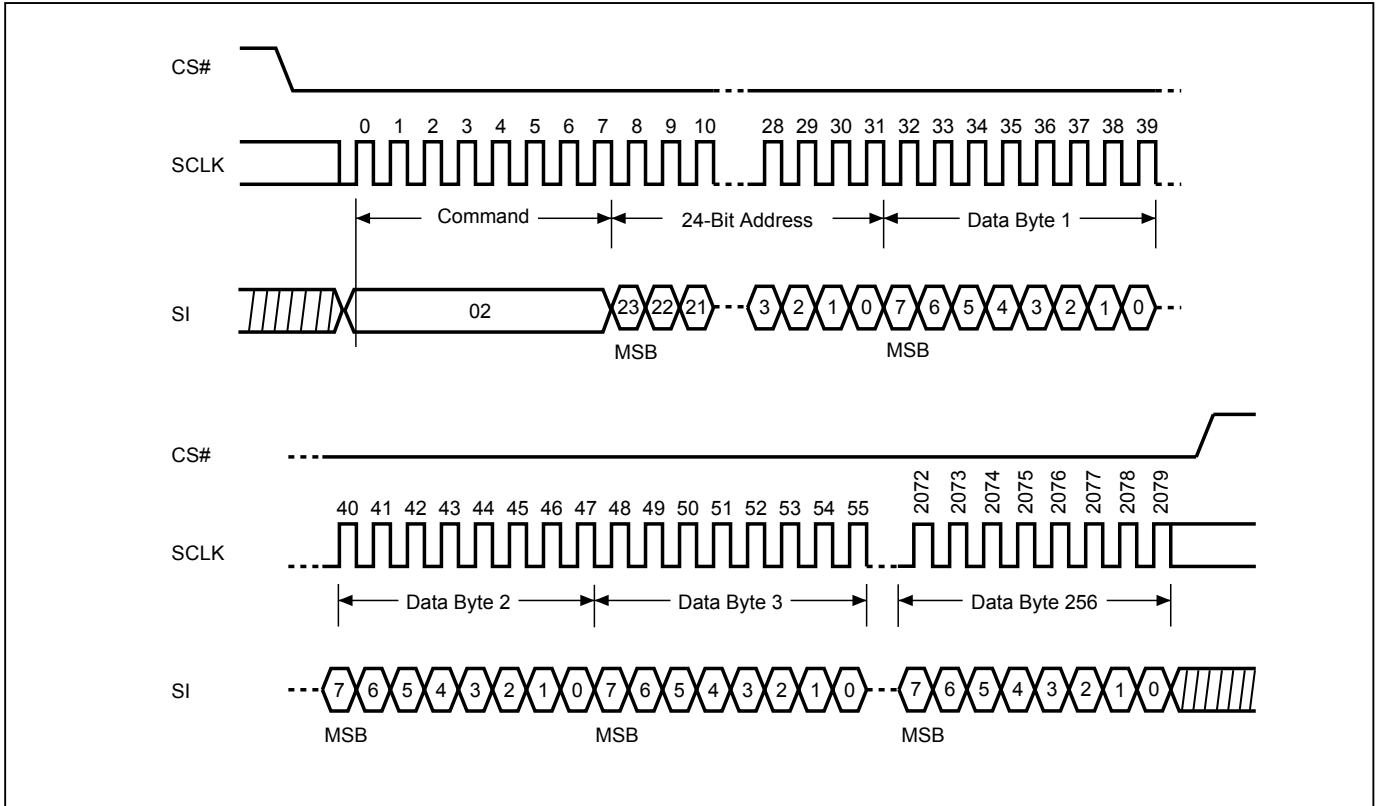 CS#
0 1 2 3 4 5 6 7 8 9 10 28 29 30 31 32 33 34 35 36 37 38 39
SCLK
Command 24-Bit Address Data Byte 1
SI 02 23 22 21 3 2 1 0 7 6 5 4 3 2 1 0
MSB MSB
CS#
40 41 42 43 44 45 46 47 48 49 50 51 52 53 54 55 2072 2073 2074 2075 2076 2077 2078 2079
SCLK
Data Byte 2 Data Byte 3 Data Byte 256
SI 7 6 5 4 3 2 1 0 7 6 5 4 3 2 1 0 7 6 5 4 3 2 1 0
MSB MSB MSB